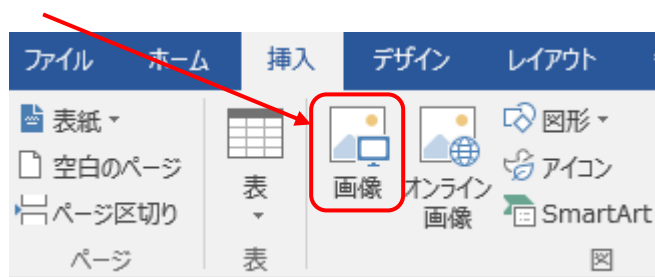 ファイル ホーム 挿入 デザイン レイアウト
表紙
空白のページ
ページ区切り
ページ
表
表
画像
オンライン
画像
図形
アイコン
SmartArt
図